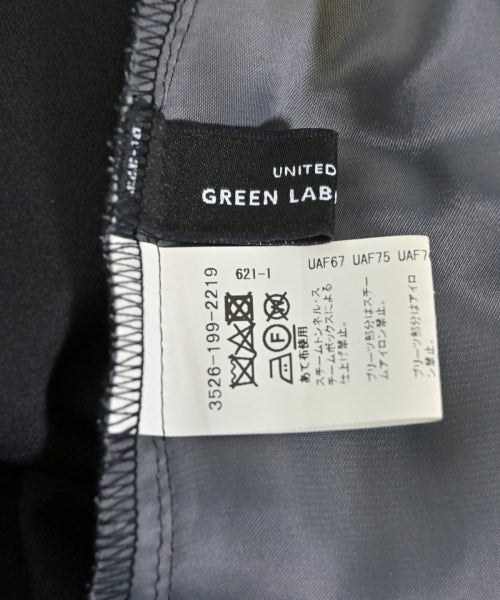 UNITED
GREEN LAB
3526-199-2219
621-1
あて布使用
UAF67
スチームトンネル・ス
チームボックスによる
仕上げ禁止。
UAF75
プリーツ部分はスチー
ムアイロン禁止。
UAF7
プリーツ部分はアイロ
ン禁止。